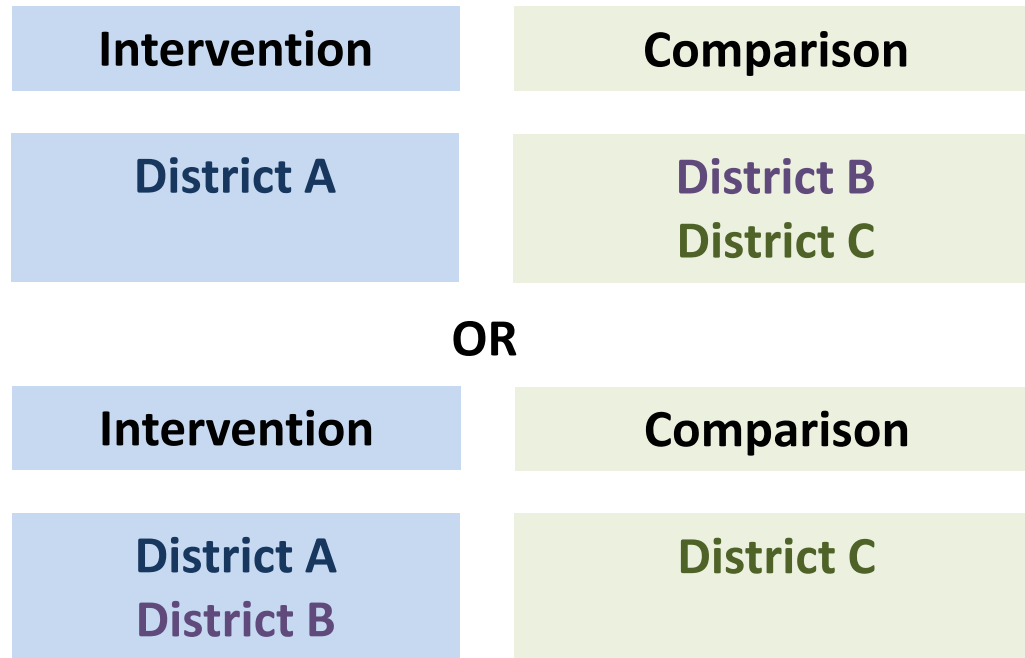 Intervention
Comparison
District A
District B
District C
OR
Intervention
Comparison
District A
District B
District C